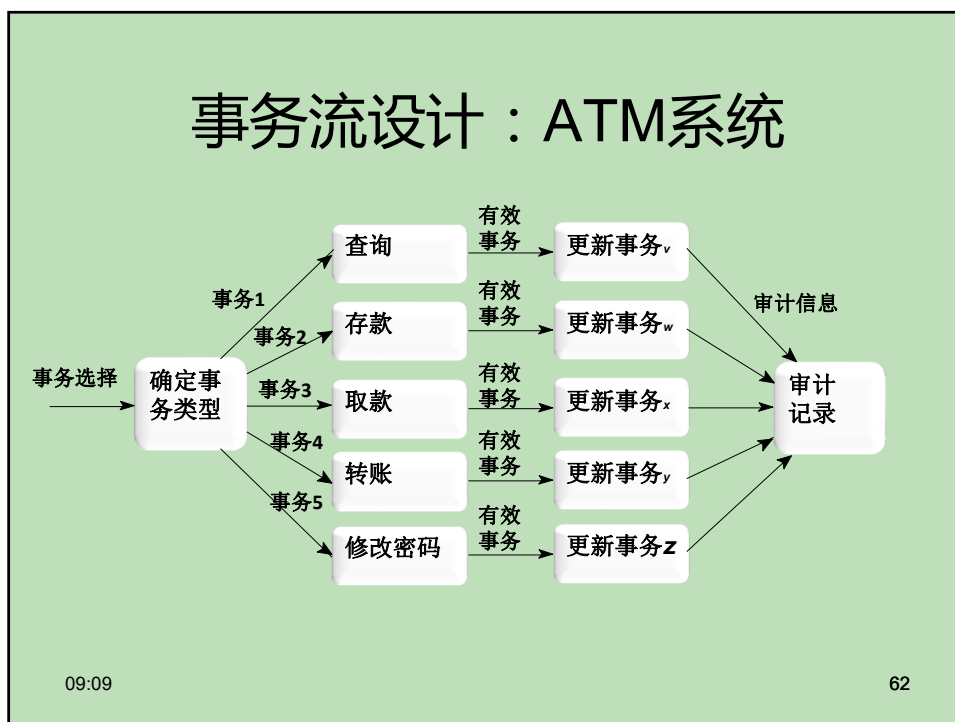 事务流设计：ATM系统
事务选择
确定事
务类型
事务1
查询
有效
事务
更新事务v
事务2
存款
有效
事务
更新事务w
事务3
取款
有效
事务
更新事务x
事务4
转账
有效
事务
更新事务y
事务5
修改密码
有效
事务
更新事务z
审计信息
审计
记录
09:09
62